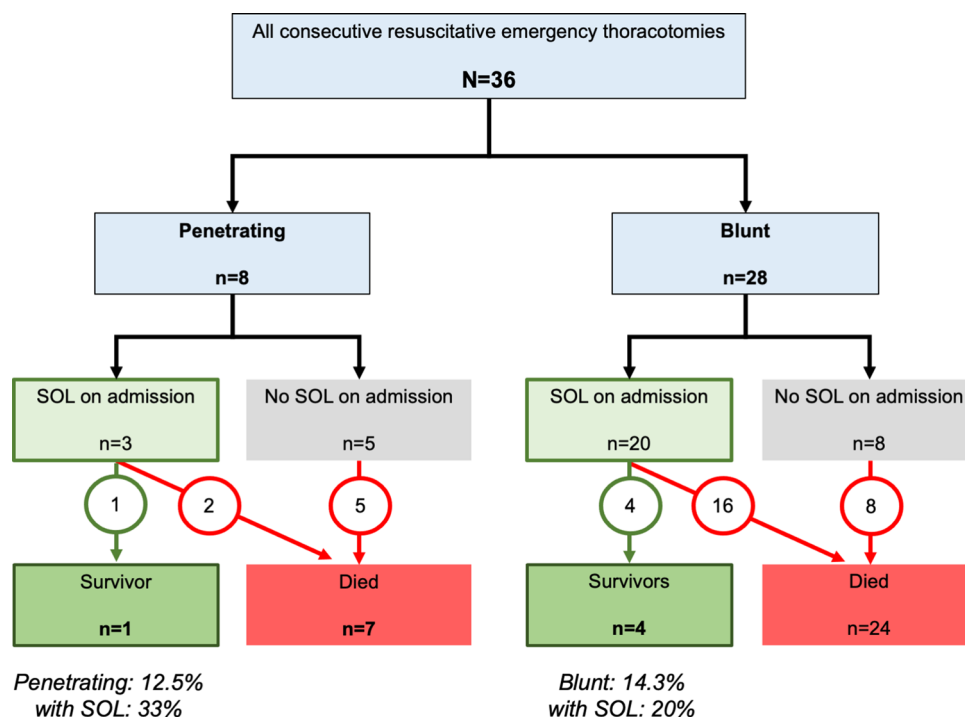 All consecutive resuscitative emergency thoracotomies
N=36
Penetrating
n=8
Blunt
n=28
SOL on admission
n=3
No SOL on admission
n=5
SOL on admission
n=20
No SOL on admission
n=8
1
2
5
4
16
8
Survivor
n=1
Died
n=7
Survivors
n=4
Died
n=24
Penetrating: 12.5%
with SOL: 33%
Blunt: 14.3%
with SOL: 20%